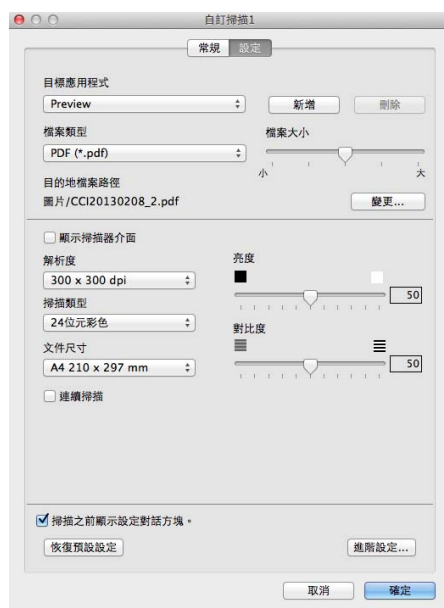 自訂掃描1
常規 設定
目標應用程式
Preview 新增 刪除
檔案類型 檔案大小
PDF (*.pdf)
小 大
目的地檔案路徑
圖片/CCI20130208_2.pdf 變更...
顯示掃描器介面
解析度 亮度
300 x 300 dpi 50
掃描類型
24位元彩色 對比度
文件尺寸
A4 210 x 297 mm 50
連續掃描
掃描之前顯示設定對話方塊。
恢復預設設定 進階設定...
取消 確定